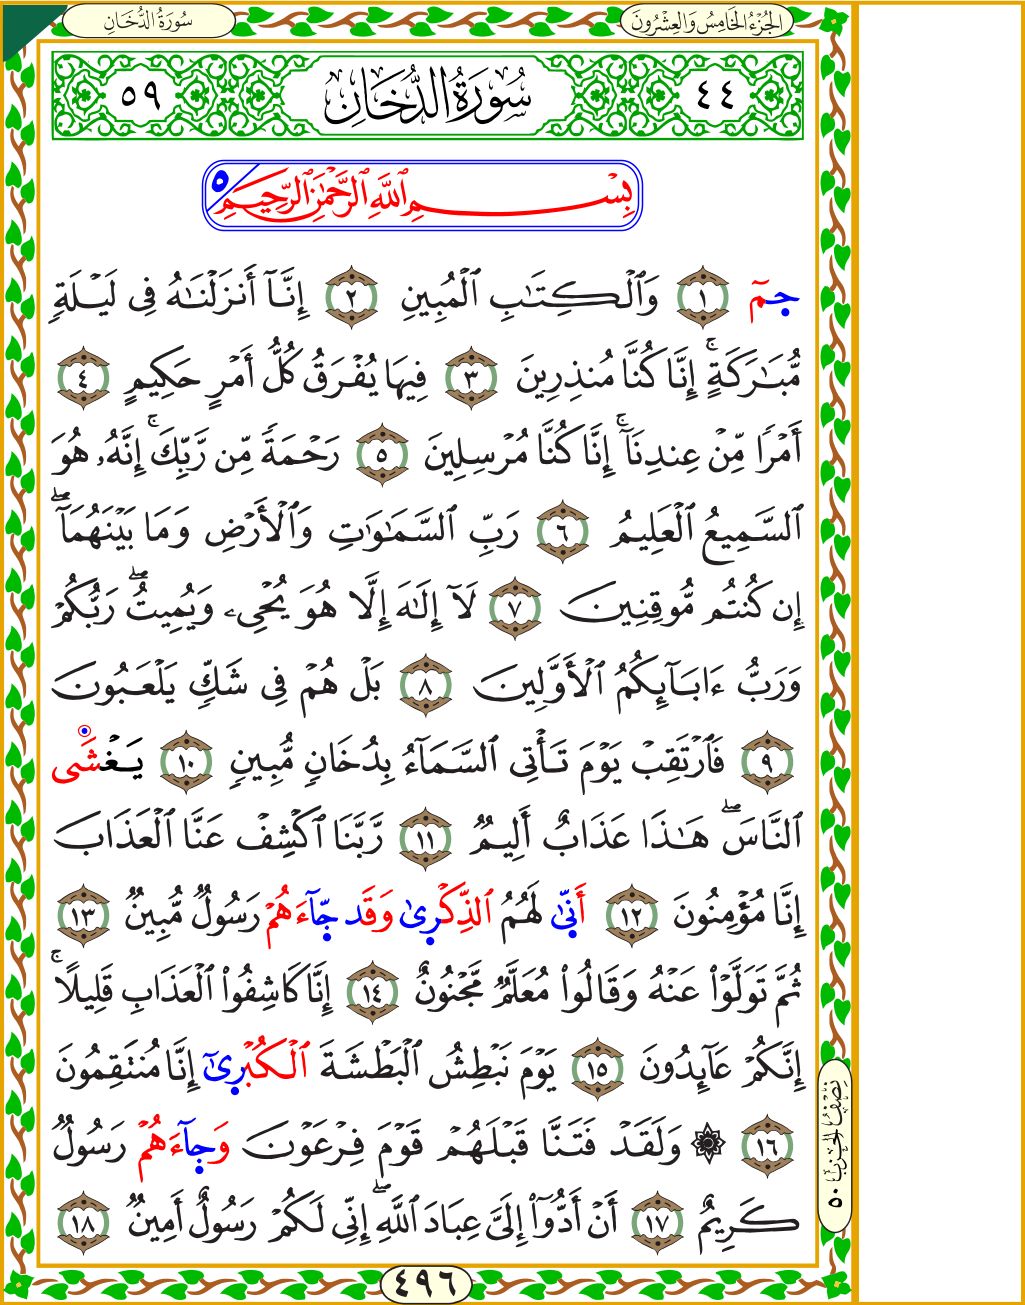 سُورَةُ الدُّخَانِ
الجُزْءُ الخَامِسُ وَالعِشْرُونَ
٤٤ سُورَةُ الدُّخَانِ ٥٩
بِسْمِ ٱللَّهِ ٱلرَّحْمَٰنِ ٱلرَّحِيمِ ٥
حمٓ ١ وَٱلْكِتَٰبِ ٱلْمُبِينِ ٢ إِنَّآ أَنزَلْنَٰهُ فِى لَيْلَةٍ
مُّبَٰرَكَةٍ ۚ إِنَّا كُنَّا مُنذِرِينَ ٣ فِيهَا يُفْرَقُ كُلُّ أَمْرٍ حَكِيمٍ ٤
أَمْرًا مِّنْ عِندِنَآ ۚ إِنَّا كُنَّا مُرْسِلِينَ ٥ رَحْمَةً مِّن رَّبِّكَ ۚ إِنَّهُۥ هُوَ
ٱلسَّمِيعُ ٱلْعَلِيمُ ٦ رَبِّ ٱلسَّمَٰوَٰتِ وَٱلْأَرْضِ وَمَا بَيْنَهُمَآ ۖ
إِن كُنتُم مُّوقِنِينَ ٧ لَآ إِلَٰهَ إِلَّا هُوَ يُحْىِۦ وَيُمِيتُ ۖ رَبُّكُمْ
وَرَبُّ ءَابَآئِكُمُ ٱلْأَوَّلِينَ ٨ بَلْ هُمْ فِى شَكٍّ يَلْعَبُونَ
٩ فَٱرْتَقِبْ يَوْمَ تَأْتِى ٱلسَّمَآءُ بِدُخَانٍ مُّبِينٍ ١٠ يَغْشَى
ٱلنَّاسَ ۖ هَٰذَا عَذَابٌ أَلِيمٌ ١١ رَّبَّنَا ٱكْشِفْ عَنَّا ٱلْعَذَابَ
إِنَّا مُؤْمِنُونَ ١٢ أَنَّىٰ لَهُمُ ٱلذِّكْرَىٰ وَقَد جَّآءَهُمْ رَسُولٌ مُّبِينٌ ١٣
ثُمَّ تَوَلَّوْا۟ عَنْهُ وَقَالُوا۟ مُعَلَّمٌ مَّجْنُونٌ ١٤ إِنَّا كَاشِفُوا۟ ٱلْعَذَابِ قَلِيلًا ۚ
إِنَّكُمْ عَآئِدُونَ ١٥ يَوْمَ نَبْطِشُ ٱلْبَطْشَةَ ٱلْكُبْرَىٰٓ إِنَّا مُنتَقِمُونَ
١٦ ۞ وَلَقَدْ فَتَنَّا قَبْلَهُمْ قَوْمَ فِرْعَوْنَ وَجَآءَهُمْ رَسُولٌ
كَرِيمٌ ١٧ أَنْ أَدُّوٓا۟ إِلَىَّ عِبَادَ ٱللَّهِ ۖ إِنِّى لَكُمْ رَسُولٌ أَمِينٌ ١٨
نِصْفُ الحِزْبِ ٥٠
٤٩٦